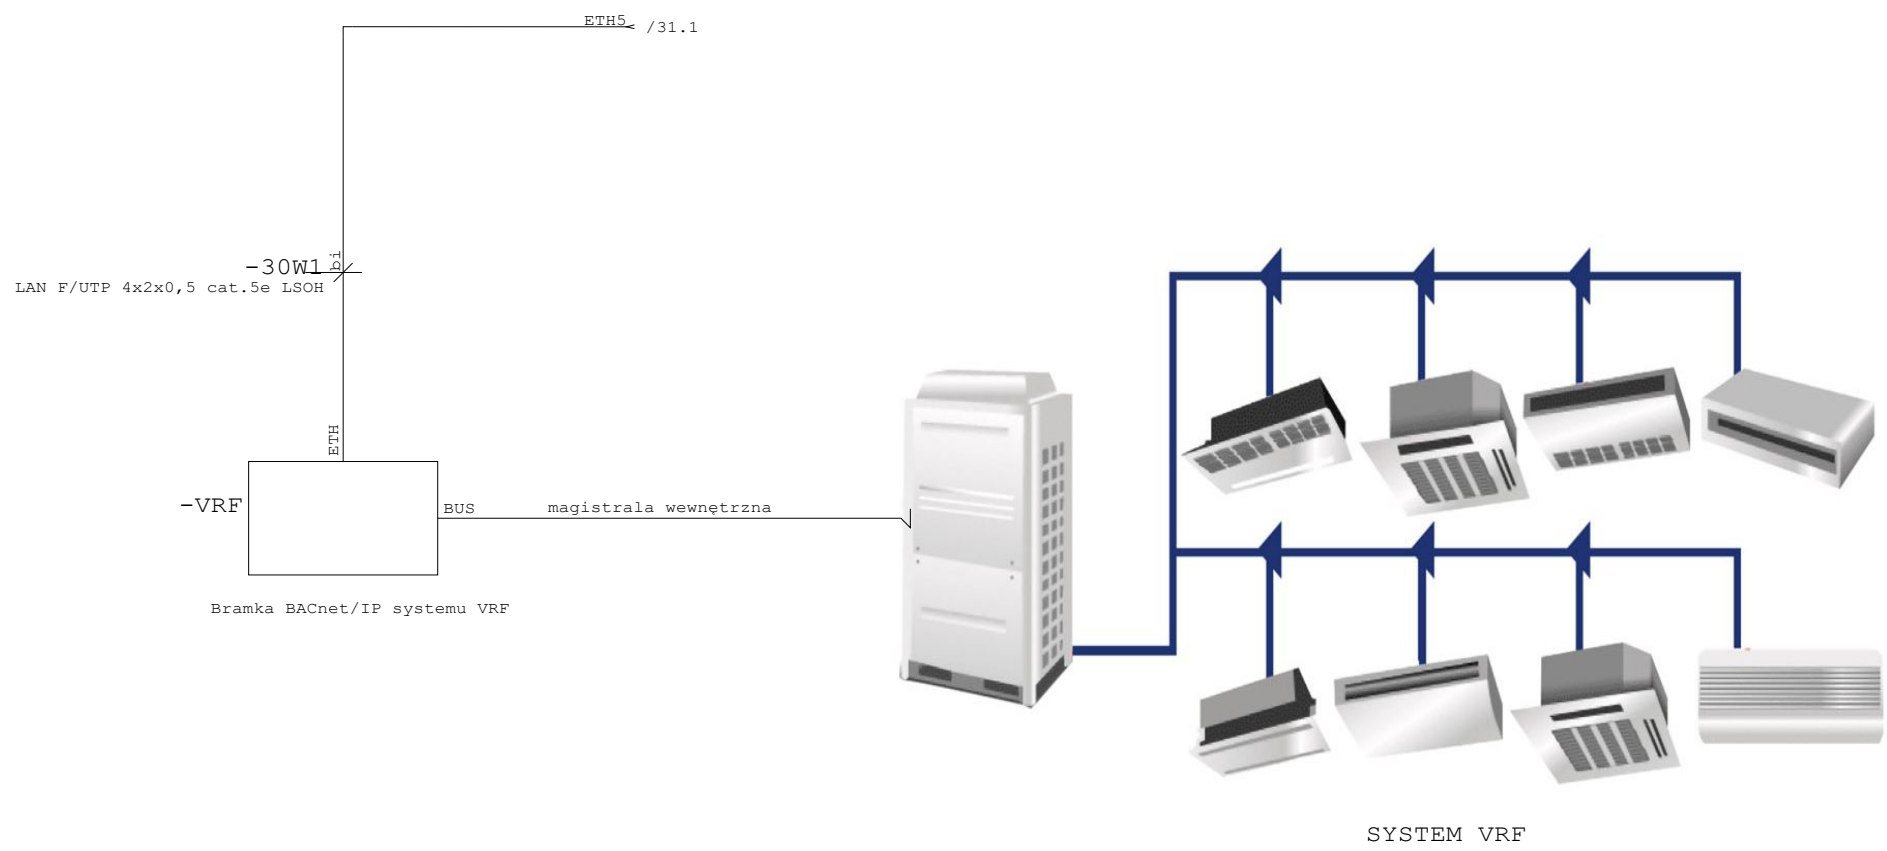 ETH5
/31.1
-30W1
bi
LAN F/UTP 4x2x0,5 cat.5e LSOH
ETH
-VRF
BUS
magistrala wewnętrzna
Bramka BACnet/IP systemu VRF
SYSTEM VRF